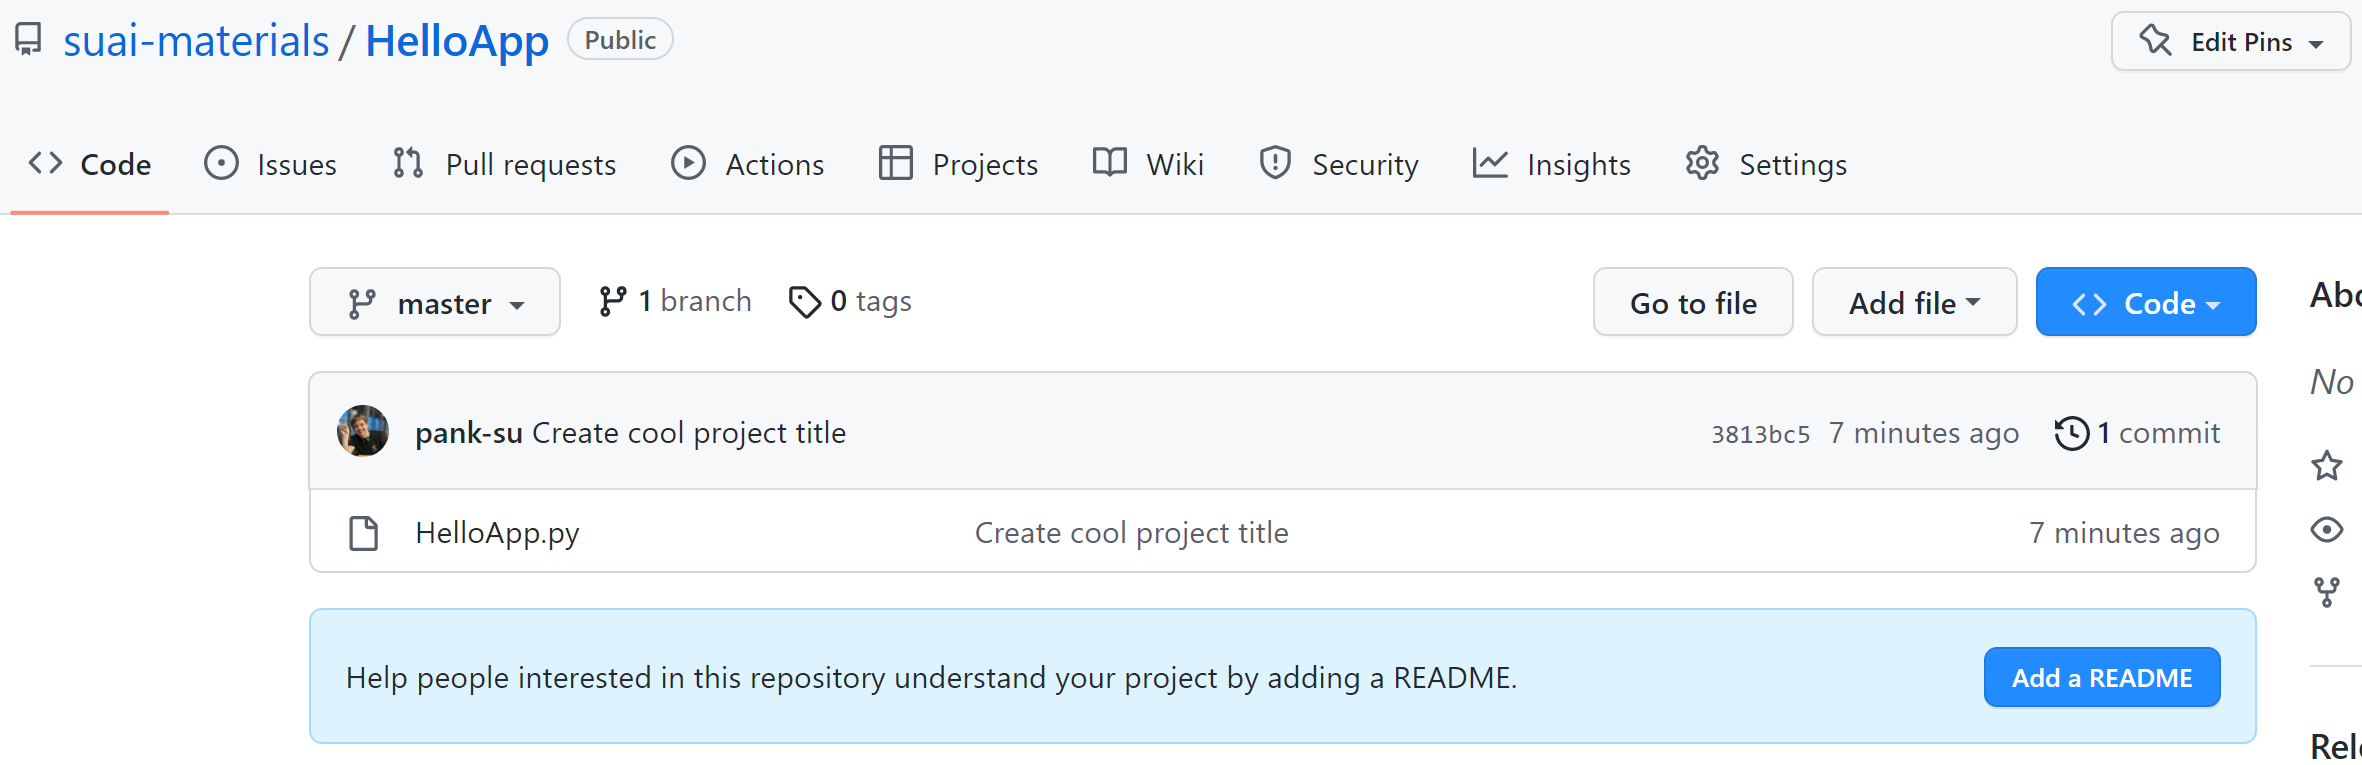 suai-materials / HelloApp Public Edit Pins
Code Issues Pull requests Actions Projects Wiki Security Insights Settings
master 1 branch 0 tags Go to file Add file Code
pank-su Create cool project title 3813bc5 7 minutes ago 1 commit
No
HelloApp.py Create cool project title 7 minutes ago
Help people interested in this repository understand your project by adding a README. Add a README